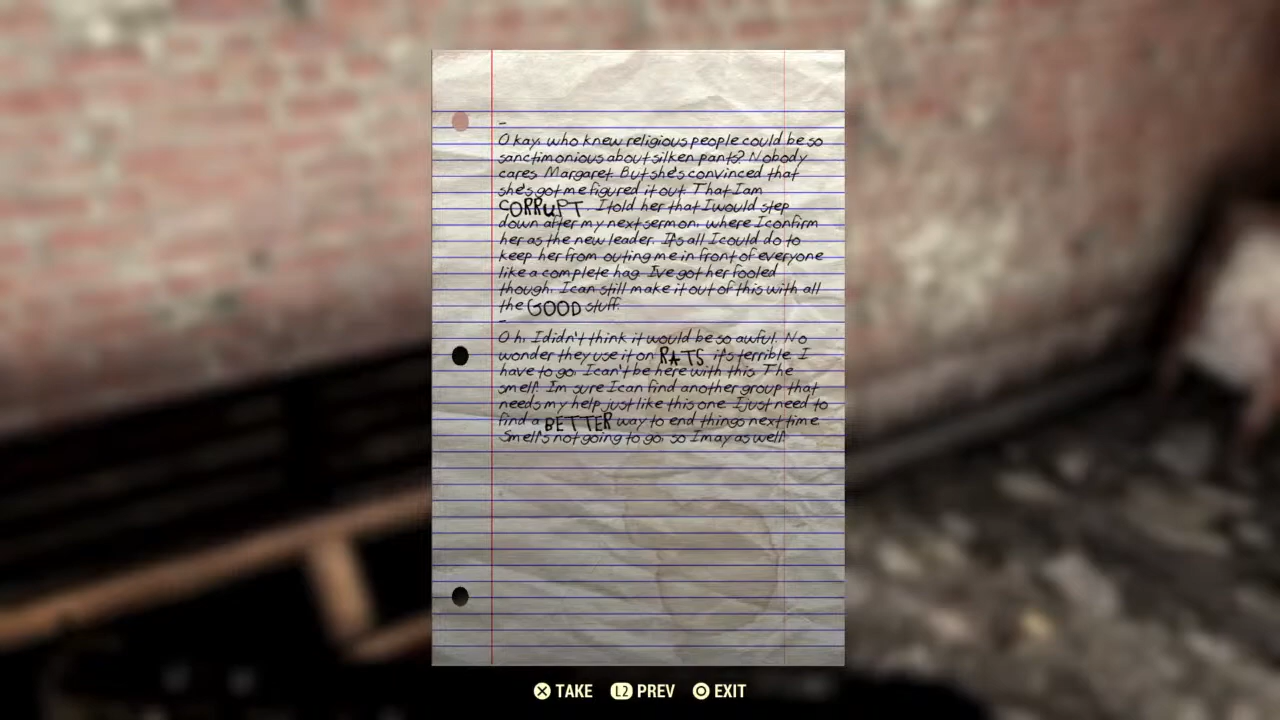 -
Okay, who knew religious people could be so
sanctimonious about silken pants? Nobody
cares, Margaret. But she's convinced that
she's got me figured it out. That I am
CORRUPT. I told her that I would step
down after my next sermon, where I confirm
her as the new leader. It's all I could do to
keep her from outing me in front of everyone
like a complete hag. I've got her fooled
though. I can still make it out of this with all
the GOOD stuff.
-
Oh, I didn't think it would be so awful. No
wonder they use it on RATS, it's terrible. I
have to go, I can't be here with this. The
smell! I'm sure I can find another group that
needs my help just like this one. I just need to
find a BETTER way to end things next time.
Smell's not going to go, so I may as well!
TAKE L2 PREV EXIT